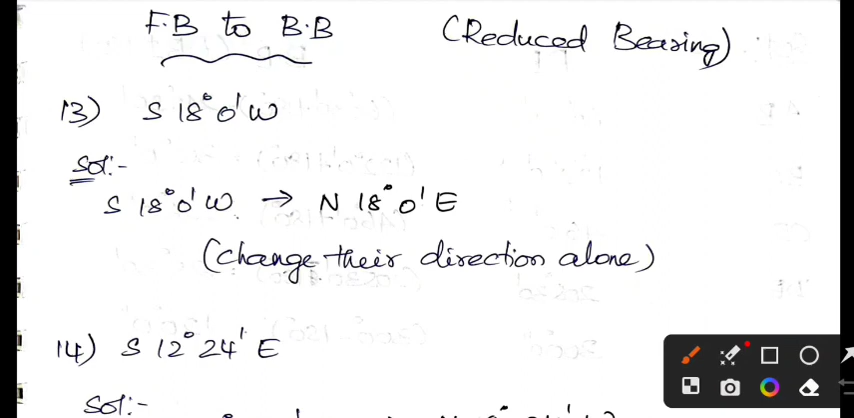 F.B to B.B (Reduced Bearing)
13) S 18° 0' W
Sol:-
S 18° 0' W → N 18° 0' E
(change their direction alone)
14) S 12° 24' E
Sol:-